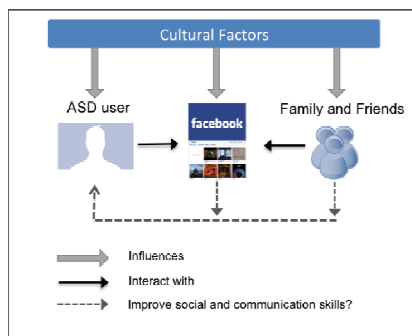 Cultural Factors
ASD user
facebook
Family and Friends
Influences
Interact with
Improve social and communication skills?